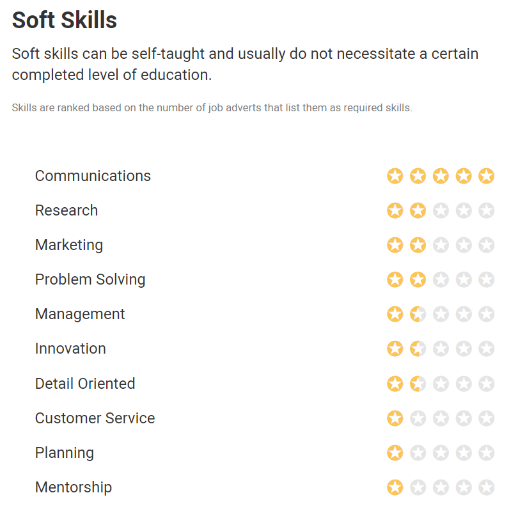 Soft Skills
Soft skills can be self-taught and usually do not necessitate a certain
completed level of education.
Skills are ranked based on the number of job adverts that list them as required skills.
Communications
Research
Marketing
Problem Solving
Management
Innovation
Detail Oriented
Customer Service
Planning
Mentorship